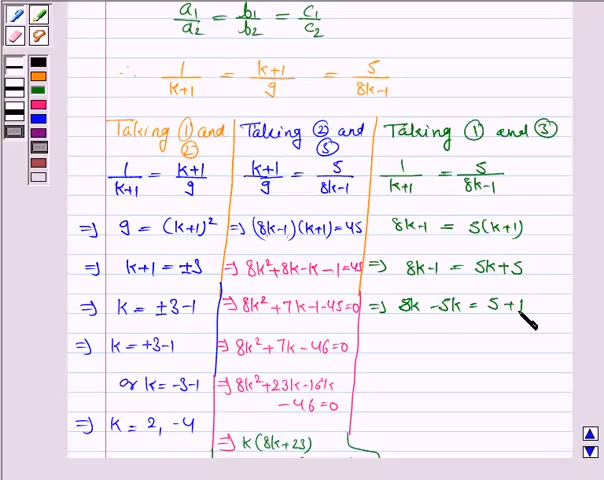 a1/a2 = b1/b2 = c1/c2
∴ 1/(k+1) = (k+1)/9 = 5/(8k-1)
Taking ① and ②
1/(k+1) = (k+1)/9
⇒ 9 = (k+1)²
⇒ k+1 = ±3
⇒ k = ±3-1
⇒ k = +3-1
or k = -3-1
⇒ k = 2, -4
Taking ② and ③
(k+1)/9 = 5/(8k-1)
⇒ (8k-1)(k+1) = 45
⇒ 8k²+8k-k-1=45
⇒ 8k²+7k-1-45=0
⇒ 8k²+7k-46=0
⇒ 8k²+23k-16k
-46=0
⇒ k(8k+23)
Taking ① and ③
1/(k+1) = 5/(8k-1)
8k-1 = 5(k+1)
⇒ 8k-1 = 5k+5
⇒ 8k-5k = 5+1